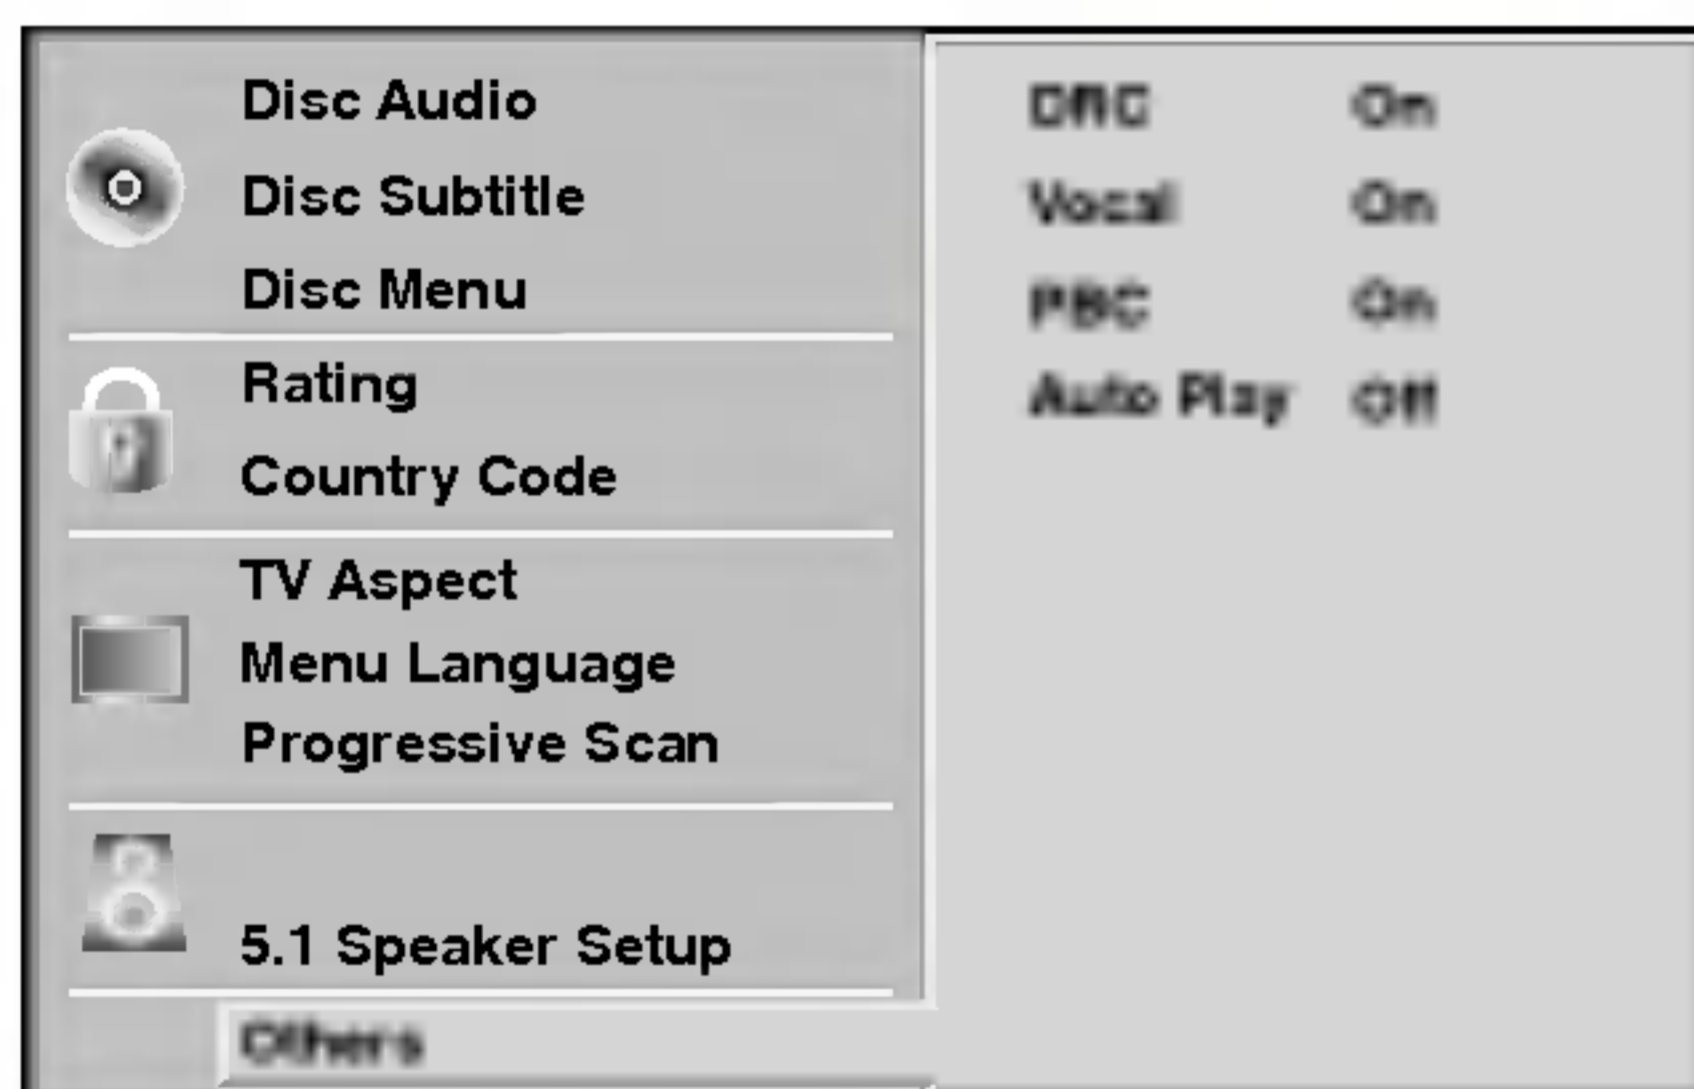 Disc Audio
Disc Subtitle
Disc Menu
Rating
Country Code
TV Aspect
Menu Language
Progressive Scan
5.1 Speaker Setup
Others
DRC On
Vocal On
PBC On
Auto Play Off